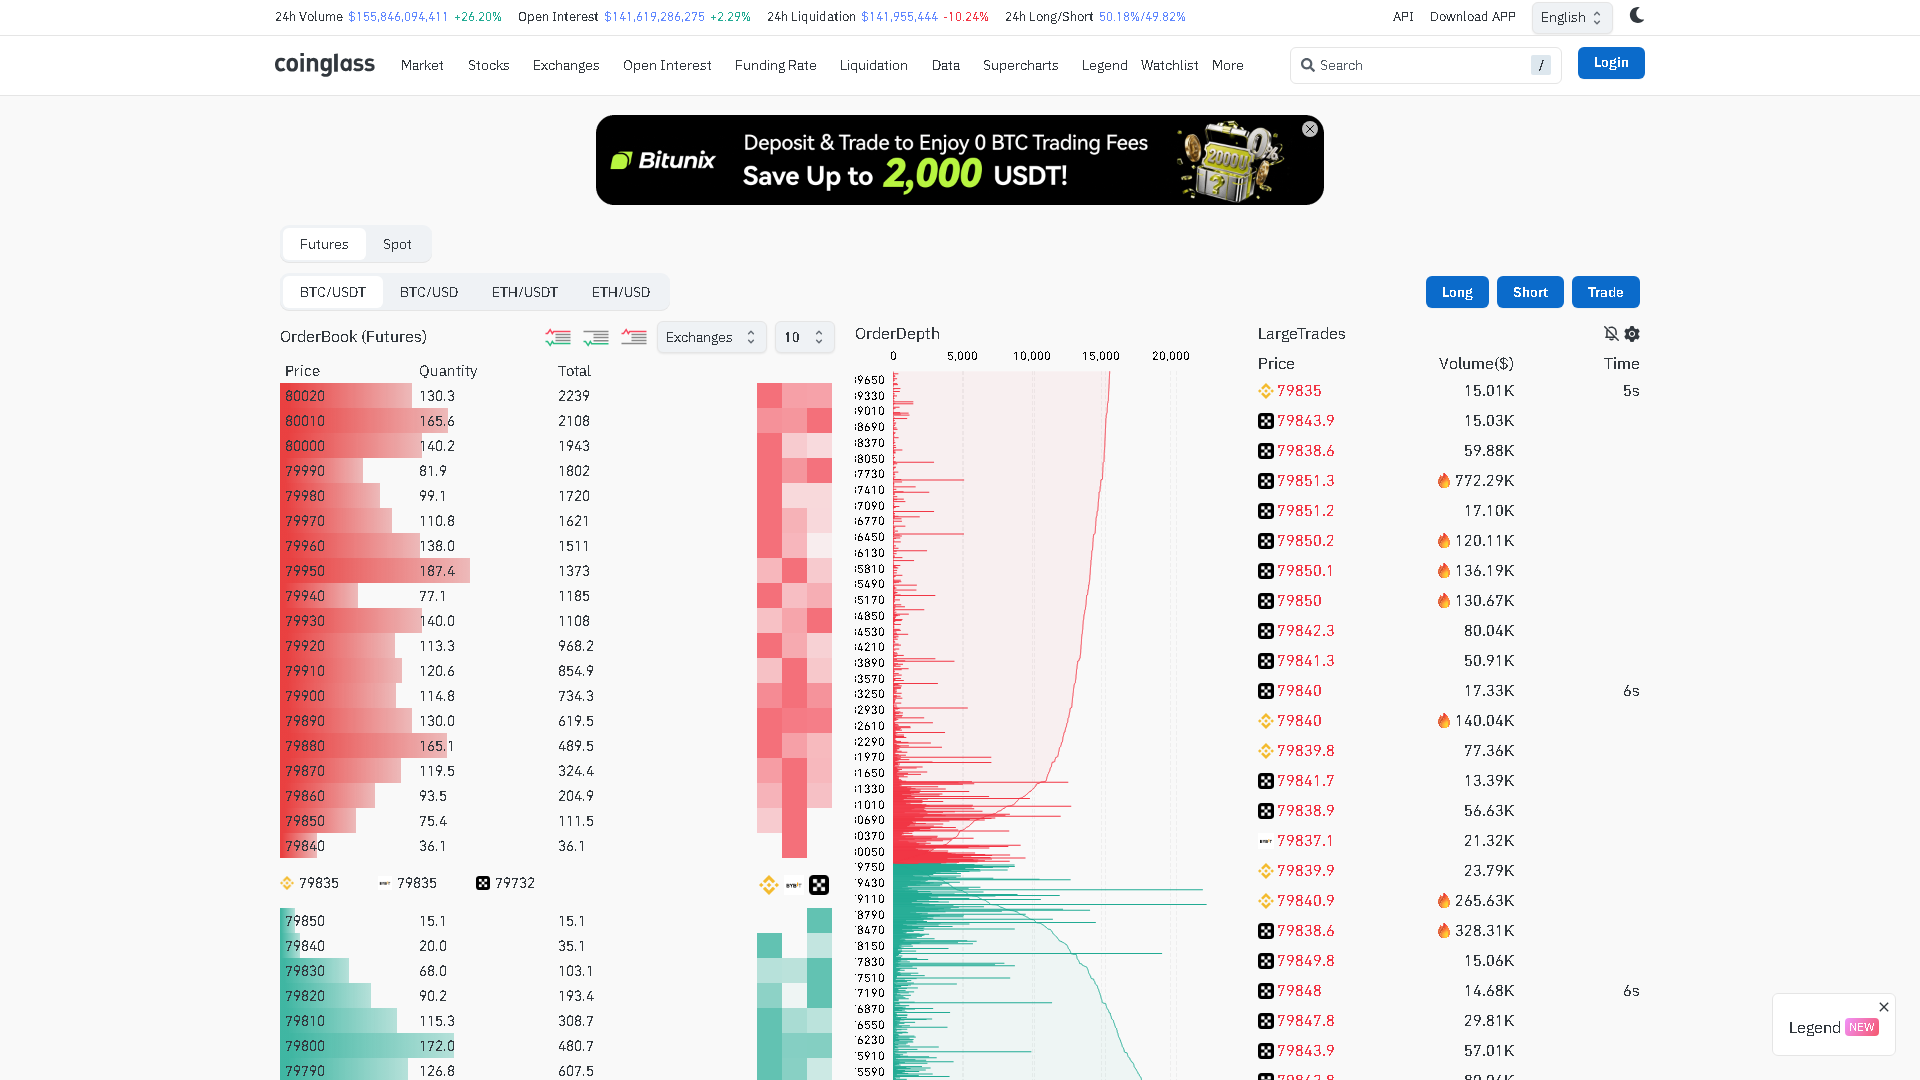 24h Volume $155,846,094,411 +26.20% Open Interest $141,619,286,275 +2.29% 24h Liquidation $141,955,444 -10.24% 24h Long/Short 50.18%/49.82% API Download APP English
coinglass Market Stocks Exchanges Open Interest Funding Rate Liquidation Data Supercharts Legend Watchlist More Search / Login
Bitunix Deposit & Trade to Enjoy 0 BTC Trading Fees
Save Up to 2,000 USDT!
Futures Spot
BTC/USDT BTC/USD ETH/USDT ETH/USD Long Short Trade
OrderBook (Futures) Exchanges 10
Price Quantity Total
80020 130.3 2239
80010 165.6 2108
80000 140.2 1943
79990 81.9 1802
79980 99.1 1720
79970 110.8 1621
79960 138.0 1511
79950 187.4 1373
79940 77.1 1185
79930 140.0 1108
79920 113.3 968.2
79910 120.6 854.9
79900 114.8 734.3
79890 130.0 619.5
79880 165.1 489.5
79870 119.5 324.4
79860 93.5 204.9
79850 75.4 111.5
79840 36.1 36.1
79835 79835 79732
79850 15.1 15.1
79840 20.0 35.1
79830 68.0 103.1
79820 90.2 193.4
79810 115.3 308.7
79800 172.0 480.7
79790 126.8 607.5
OrderDepth
0 5,000 10,000 15,000 20,000
LargeTrades
Price Volume($) Time
79835 15.01K 5s
79843.9 15.03K
79838.6 59.88K
79851.3 772.29K
79851.2 17.10K
79850.2 120.11K
79850.1 136.19K
79850 130.67K
79842.3 80.04K
79841.3 50.91K
79840 17.33K 6s
79840 140.04K
79839.8 77.36K
79841.7 13.39K
79838.9 56.63K
79837.1 21.32K
79839.9 23.79K
79840.9 265.63K
79838.6 328.31K
79849.8 15.06K
79848 14.68K 6s
79847.8 29.81K
79843.9 57.01K
Legend NEW